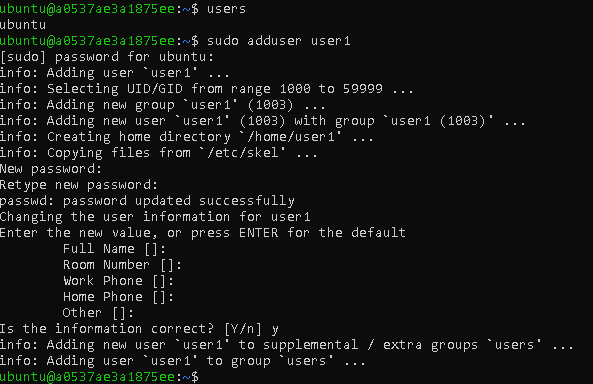 ubuntu@a0537ae3a1875ee:~$ users
ubuntu
ubuntu@a0537ae3a1875ee:~$ sudo adduser user1
[sudo] password for ubuntu:
info: Adding user `user1' ...
info: Selecting UID/GID from range 1000 to 59999 ...
info: Adding new group `user1' (1003) ...
info: Adding new user `user1' (1003) with group `user1 (1003)' ...
info: Creating home directory `/home/user1' ...
info: Copying files from `/etc/skel' ...
New password:
Retype new password:
passwd: password updated successfully
Changing the user information for user1
Enter the new value, or press ENTER for the default
        Full Name []:
        Room Number []:
        Work Phone []:
        Home Phone []:
        Other []:
Is the information correct? [Y/n] y
info: Adding new user `user1' to supplemental / extra groups `users' ...
info: Adding user `user1' to group `users' ...
ubuntu@a0537ae3a1875ee:~$